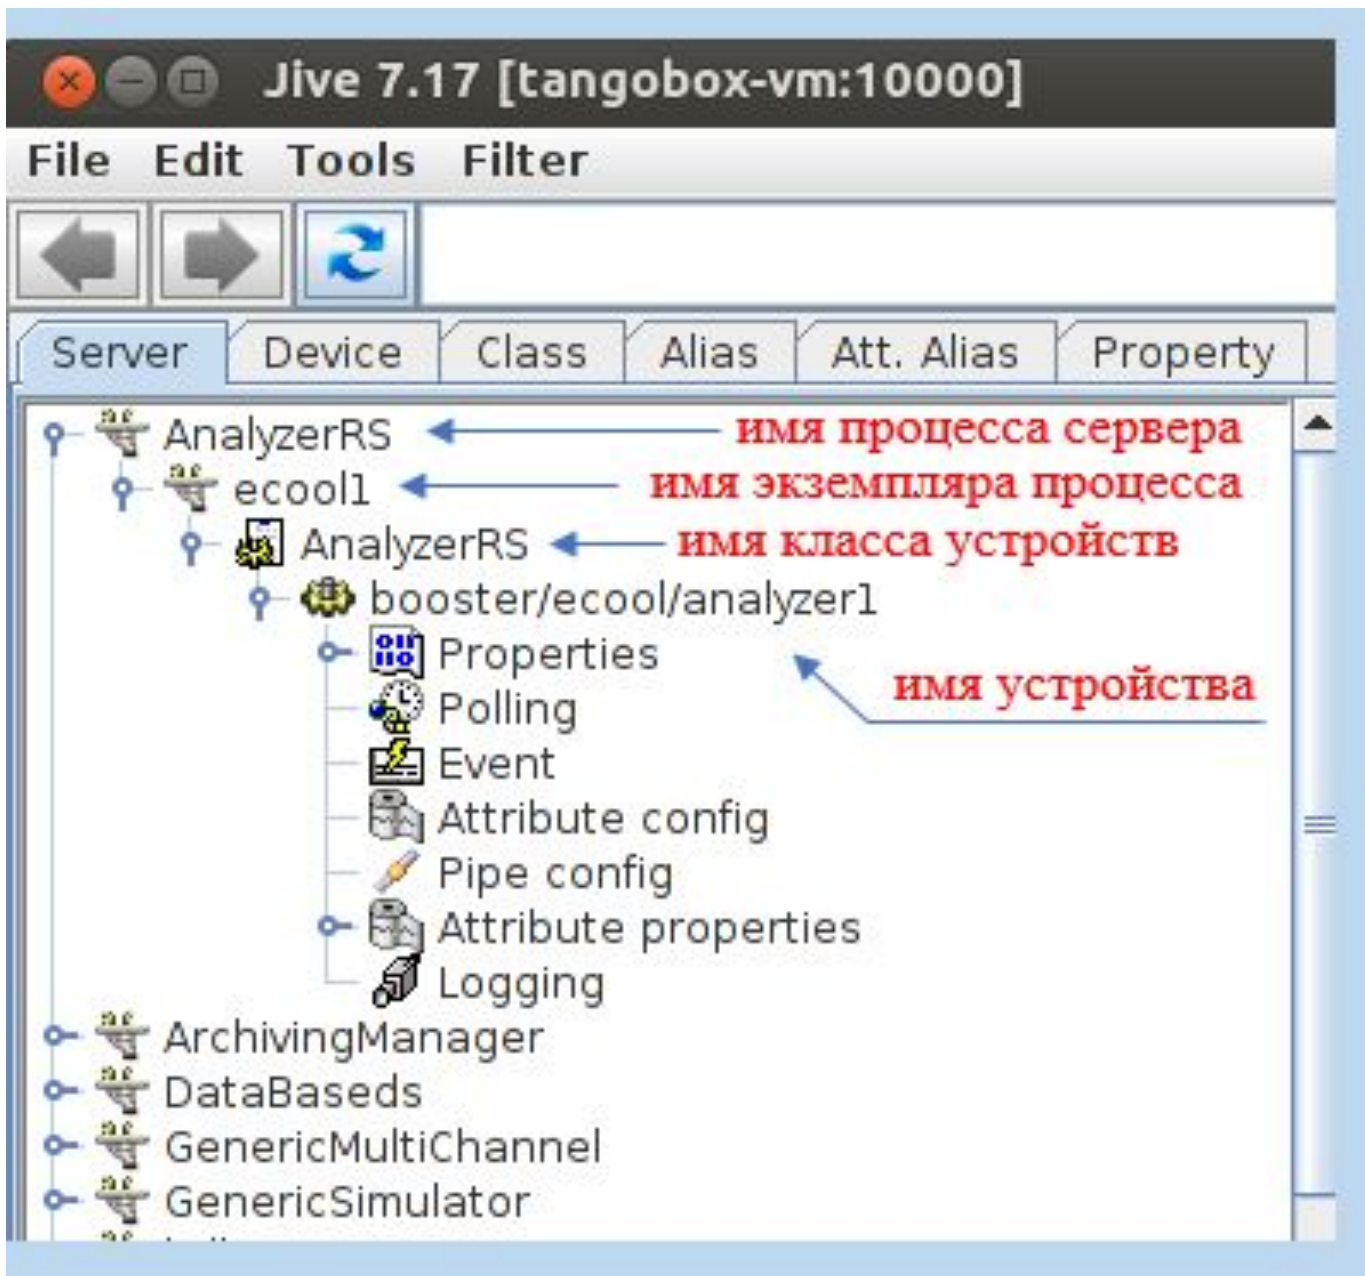 Jive 7.17 [tangobox-vm:10000]
File Edit Tools Filter
Server Device Class Alias Att. Alias Property
AnalyzerRS имя процесса сервера
ecool1 имя экземпляра процесса
AnalyzerRS имя класса устройств
booster/ecool/analyzer1
Properties
имя устройства
Polling
Event
Attribute config
Pipe config
Attribute properties
Logging
ArchivingManager
DataBaseds
GenericMultiChannel
GenericSimulator